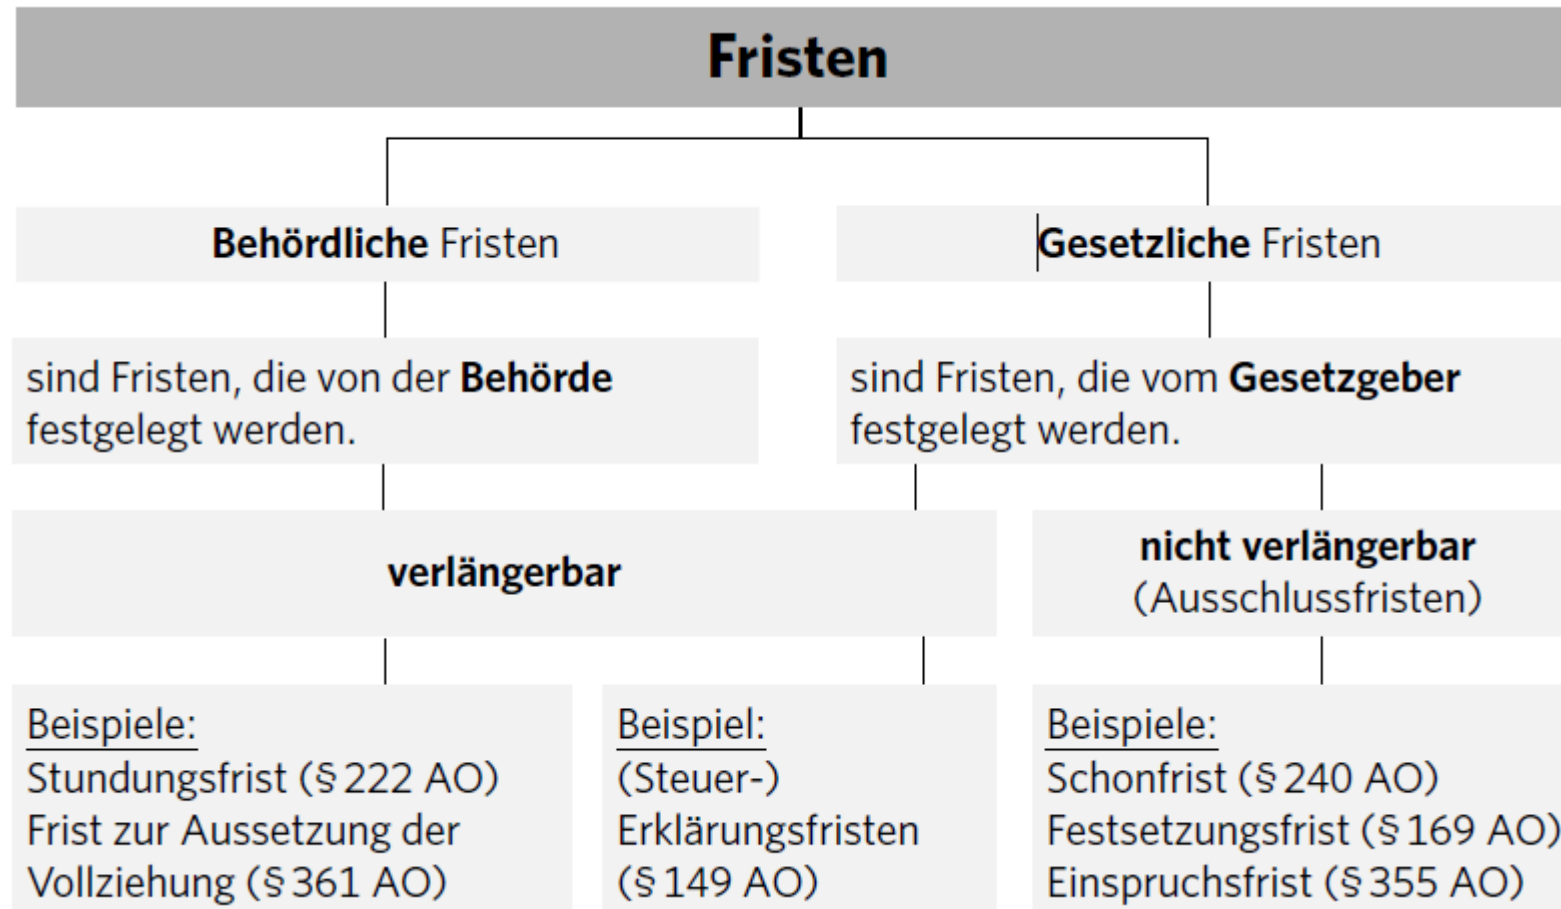 Fristen
Behördliche Fristen
Gesetzliche Fristen
sind Fristen, die von der Behörde
festgelegt werden.
sind Fristen, die vom Gesetzgeber
festgelegt werden.
verlängerbar
nicht verlängerbar
(Ausschlussfristen)
Beispiele:
Stundungsfrist (§ 222 AO)
Frist zur Aussetzung der
Vollziehung (§ 361 AO)
Beispiel:
(Steuer-)
Erklärungsfristen
(§ 149 AO)
Beispiele:
Schonfrist (§ 240 AO)
Festsetzungsfrist (§ 169 AO)
Einspruchsfrist (§ 355 AO)